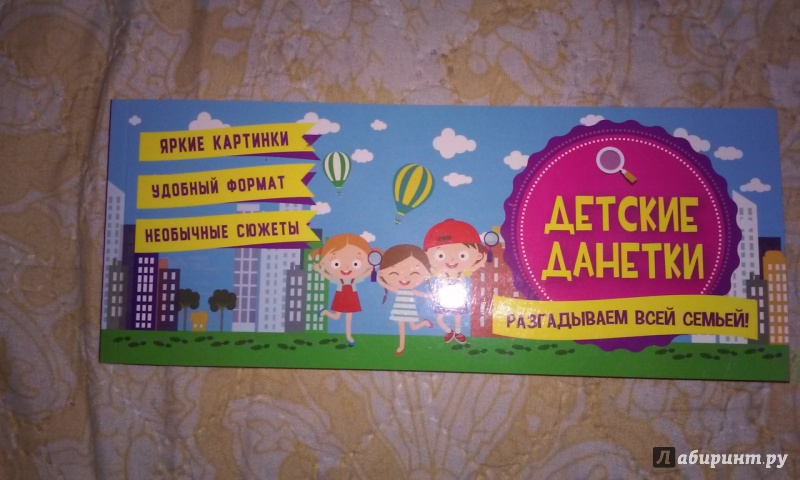 ЯРКИЕ КАРТИНКИ
УДОБНЫЙ ФОРМАТ
НЕОБЫЧНЫЕ СЮЖЕТЫ
ДЕТСКИЕ
ДАНЕТКИ
РАЗГАДЫВАЕМ ВСЕЙ СЕМЬЕЙ!
Лабиринт.ру